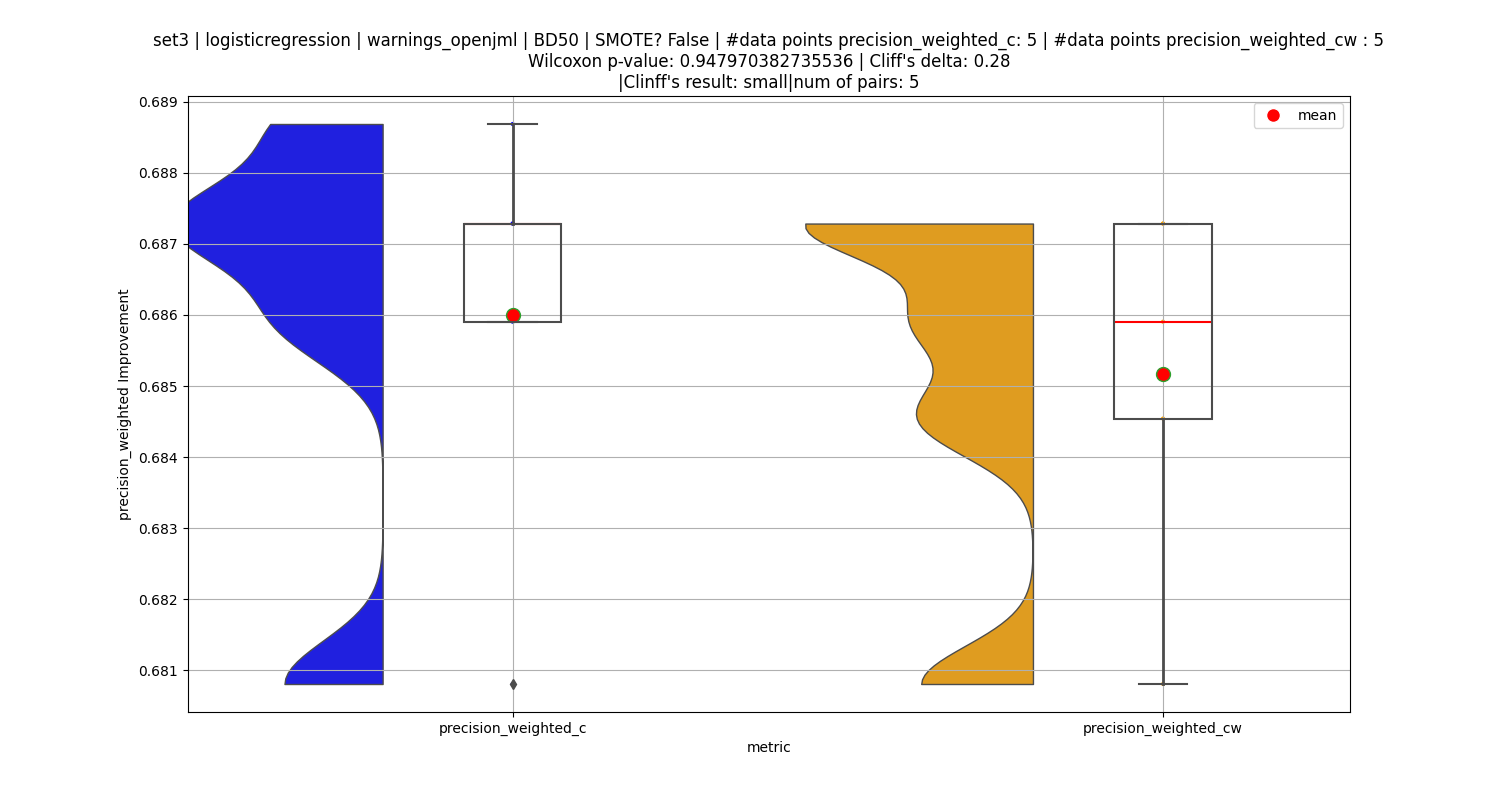 set3 | logisticregression | warnings_openjml | BD50 | SMOTE? False | #data points precision_weighted_c: 5 | #data points precision_weighted_cw : 5
Wilcoxon p-value: 0.947970382735536 | Cliff's delta: 0.28
|Clinff's result: small|num of pairs: 5
mean
0.689
0.688
0.687
0.686
0.685
0.684
0.683
0.682
0.681
precision_weighted Improvement
precision_weighted_c
precision_weighted_cw
metric